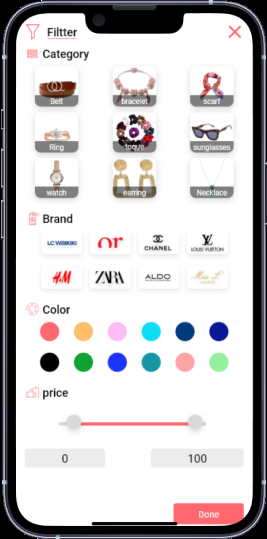 Filtter
Category
Belt bracelet scarf
Ring toque sunglasses
watch earring Necklace
Brand
LC WAIKIKI or CHANEL LOUIS VUITTON
H&M ZARA ALDO
Color
price
0 100
Done